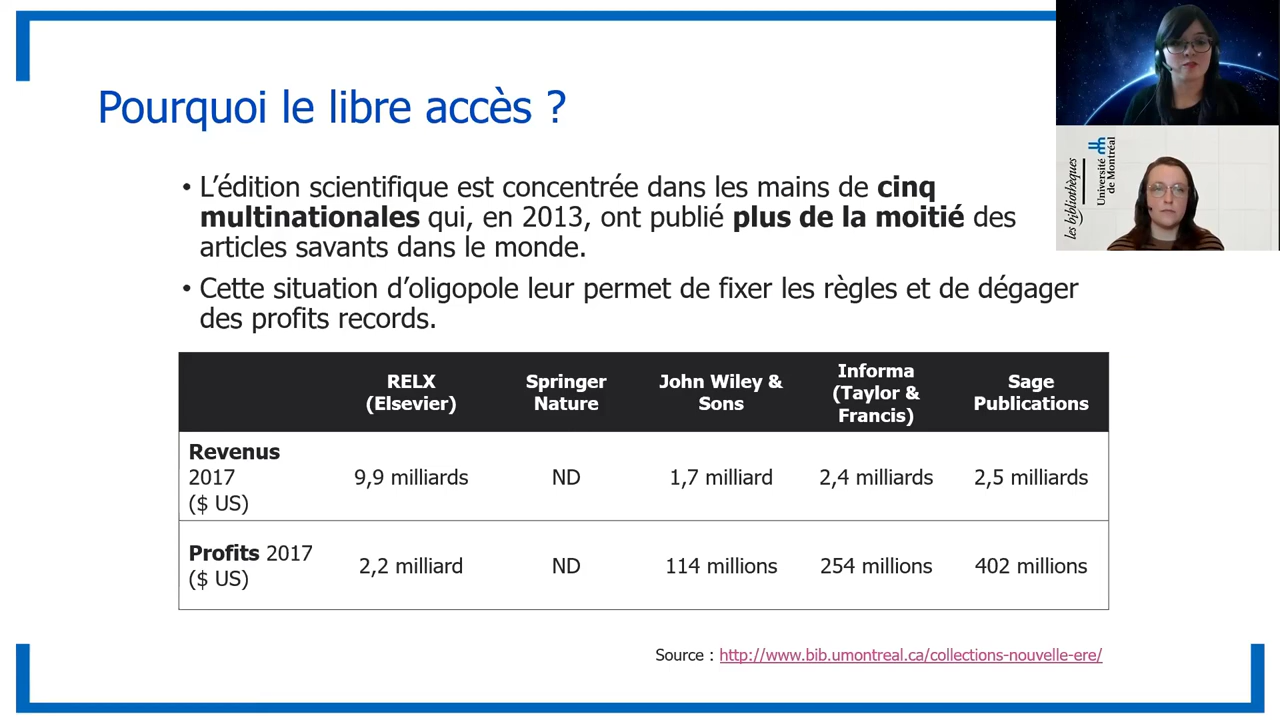 Pourquoi le libre accès ?
• L’édition scientifique est concentrée dans les mains de cinq
multinationales qui, en 2013, ont publié plus de la moitié des
articles savants dans le monde.
• Cette situation d’oligopole leur permet de fixer les règles et de dégager
des profits records.
RELX
(Elsevier)
Springer
Nature
John Wiley &
Sons
Informa
(Taylor &
Francis)
Sage
Publications
Revenus
2017
($ US)
9,9 milliards
ND
1,7 milliard
2,4 milliards
2,5 milliards
Profits 2017
($ US)
2,2 milliard
ND
114 millions
254 millions
402 millions
Source : http://www.bib.umontreal.ca/collections-nouvelle-ere/
les bibliothèques
Université
de Montréal